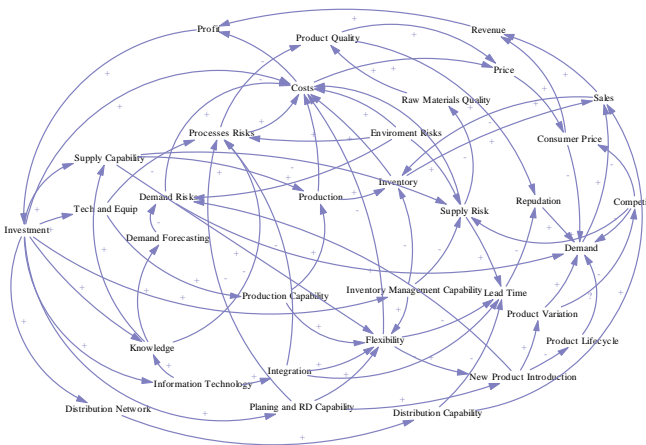 Profit
Revenue
Product Quality
Price
Costs
Raw Materials Quality
Sales
Processes Risks
Enviroment Risks
Consumer Price
Supply Capability
Inventory
Demand Risks
Production
Supply Risk
Repudation
Competi
Tech and Equip
Investment
Demand Forecasting
Demand
Production Capability
Inventory Management Capability
Lead Time
Product Variation
Knowledge
Flexibility
Product Lifecycle
Information Technology
Integration
New Product Introduction
Distribution Network
Planing and RD Capability
Distribution Capability